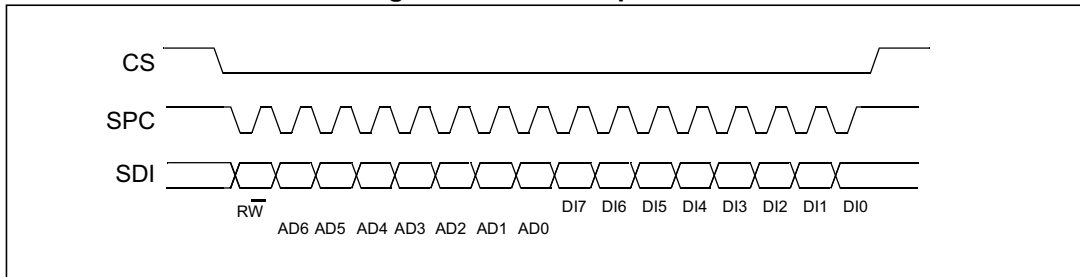 CS
SPC
SDI
RW DI7 DI6 DI5 DI4 DI3 DI2 DI1 DI0
AD6 AD5 AD4 AD3 AD2 AD1 AD0